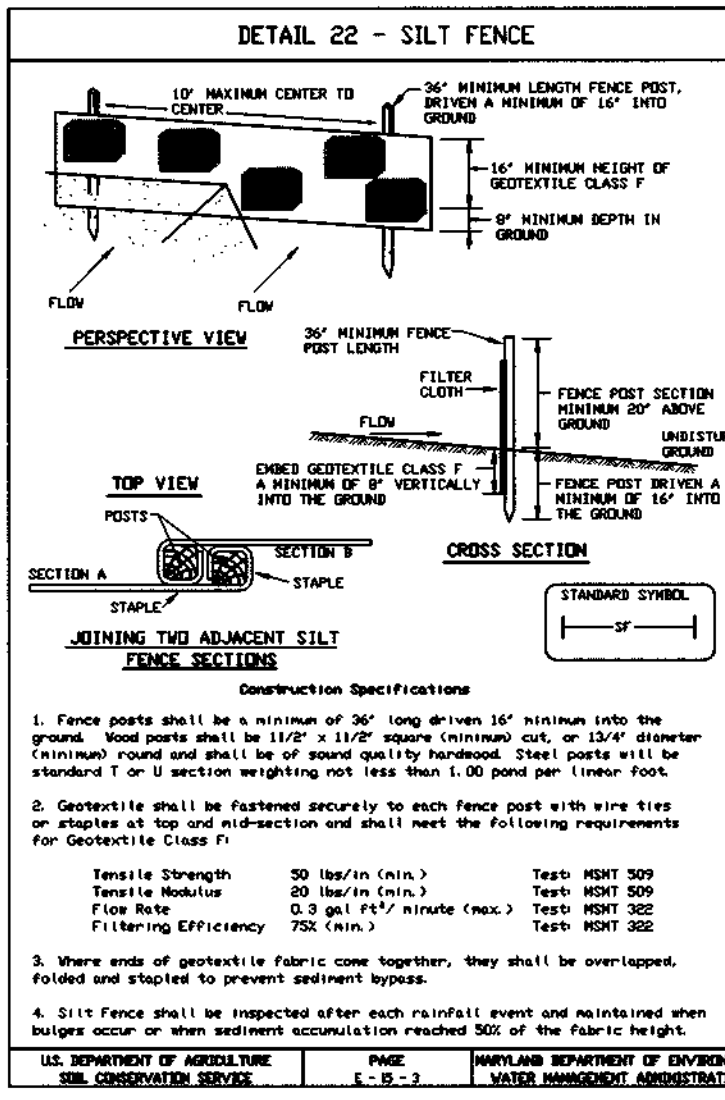 DETAIL 22 - SILT FENCE
10' MAXIMUM CENTER TO
CENTER
36" MINIMUM LENGTH FENCE POST,
DRIVEN A MINIMUM OF 16" INTO
GROUND
16" MINIMUM HEIGHT OF
GEOTEXTILE CLASS F
8" MINIMUM DEPTH IN
GROUND
FLOW
FLOW
PERSPECTIVE VIEW
36" MINIMUM FENCE
POST LENGTH
FILTER
CLOTH
FENCE POST SECTION
MINIMUM 20" ABOVE
GROUND
FLOW
UNDISTU
GROUND
EMBED GEOTEXTILE CLASS F
A MINIMUM OF 8" VERTICALLY
INTO THE GROUND
FENCE POST DRIVEN A
MINIMUM OF 16" INTO
THE GROUND
CROSS SECTION
TOP VIEW
POSTS
SECTION B
SECTION A
STAPLE
STAPLE
JOINING TWO ADJACENT SILT
FENCE SECTIONS
STANDARD SYMBOL
SF
Construction Specifications
1. Fence posts shall be a minimum of 36" long driven 16" minimum into the
ground. Wood posts shall be 11/2" x 11/2" square (minimum) cut, or 13/4" diameter
(minimum) round and shall be of sound quality hardwood. Steel posts will be
standard T or U section weighting not less than 1.00 pond per linear foot.
2. Geotextile shall be fastened securely to each fence post with wire ties
or staples at top and mid-section and shall meet the following requirements
for Geotextile Class F:
Tensile Strength 50 lbs/in (min.) Test: MSMT 509
Tensile Modulus 20 lbs/in (min.) Test: MSMT 509
Flow Rate 0.3 gal ft²/ minute (max.) Test: MSMT 322
Filtering Efficiency 75% (min.) Test: MSMT 322
3. Where ends of geotextile fabric come together, they shall be overlapped,
folded and stapled to prevent sediment bypass.
4. Silt Fence shall be inspected after each rainfall event and maintained when
bulges occur or when sediment accumulation reached 50% of the fabric height.
U.S. DEPARTMENT OF AGRICULTURE
SOIL CONSERVATION SERVICE
PAGE
E - 15 - 3
MARYLAND DEPARTMENT OF ENVIRON
WATER MANAGEMENT ADMINISTRAT